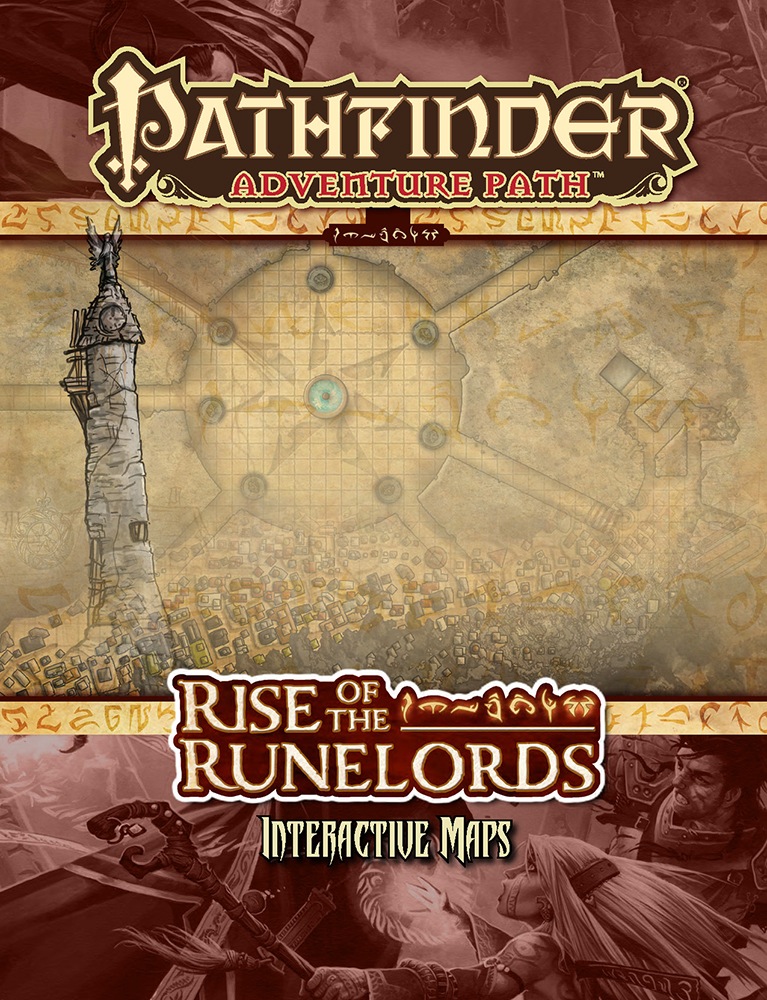 PATHFINDER®
ADVENTURE PATH™
RISE OF THE
RUNELORDS
INTERACTIVE MAPS